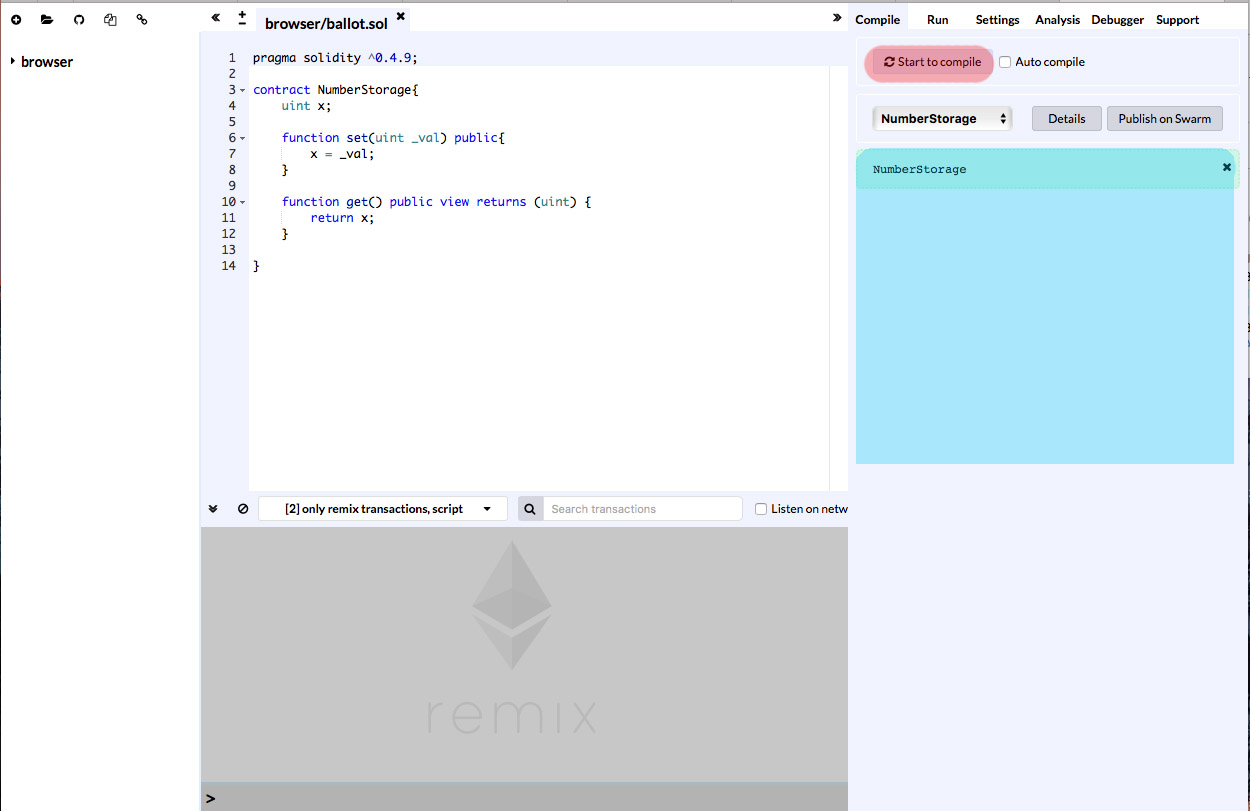 browser/ballot.sol
Compile Run Settings Analysis Debugger Support
browser
1 pragma solidity ^0.4.9;
2
3 contract NumberStorage{
4 uint x;
5
6 function set(uint _val) public{
7 x = _val;
8 }
9
10 function get() public view returns (uint) {
11 return x;
12 }
13
14 }
Start to compile Auto compile
NumberStorage Details Publish on Swarm
NumberStorage
[2] only remix transactions, script Search transactions Listen on netw
remix
>